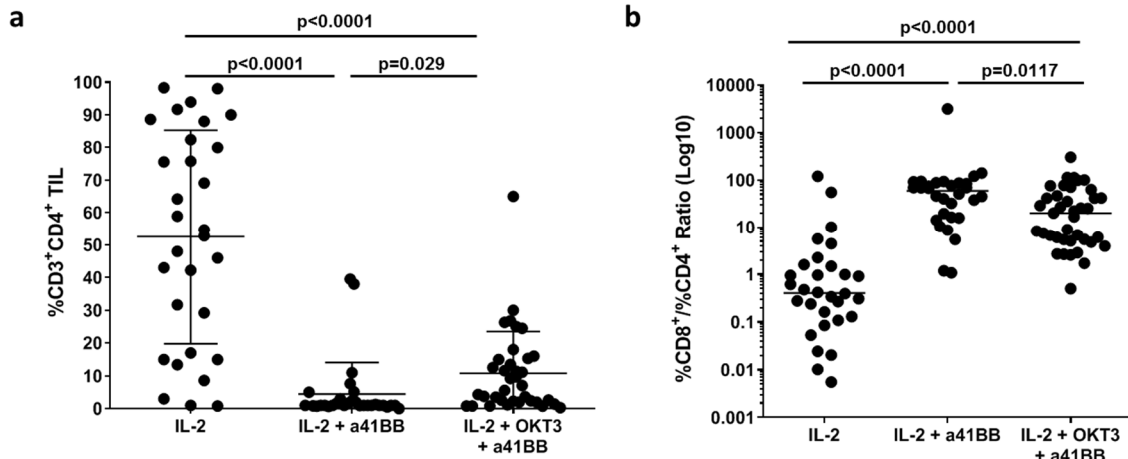 a
p<0.0001
p<0.0001 p=0.029
%CD3+CD4+ TIL
100
90
80
70
60
50
40
30
20
10
0
IL-2
IL-2 + a41BB
IL-2 + OKT3
+ a41BB
b
p<0.0001
p<0.0001 p=0.0117
%CD8+/%CD4+ Ratio (Log10)
10000
1000
100
10
1
0.1
0.01
0.001
IL-2
IL-2 + a41BB
IL-2 + OKT3
+ a41BB